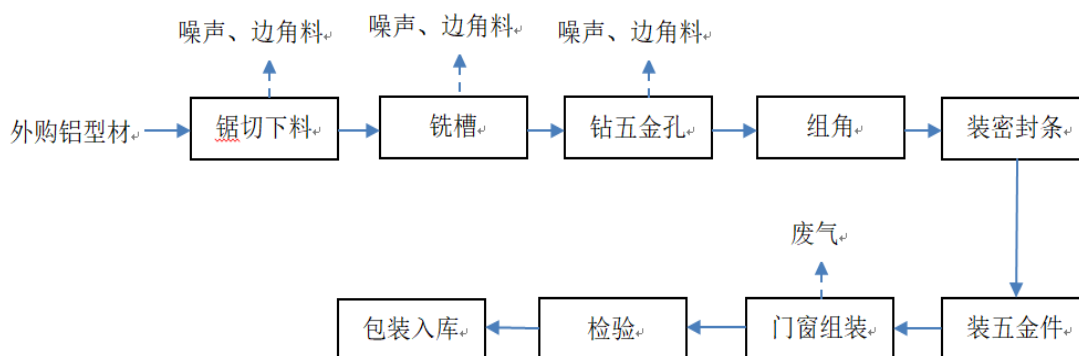 噪声、边角料
噪声、边角料
噪声、边角料
外购铝型材
锯切下料
铣槽
钻五金孔
组角
装密封条
废气
包装入库
检验
门窗组装
装五金件